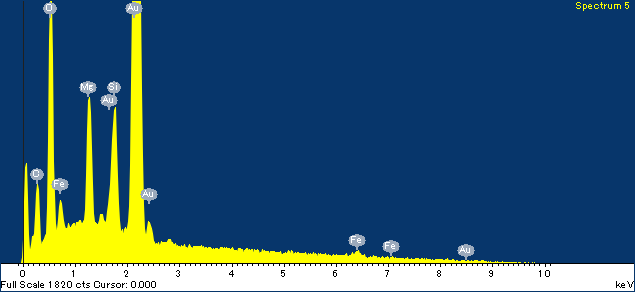 Spectrum 5
O Au
Mg Si
Au
O Fe
Au
Fe Fe Au
0 1 2 3 4 5 6 7 8 9 10
Full Scale 1820 cts Cursor: 0.000 keV